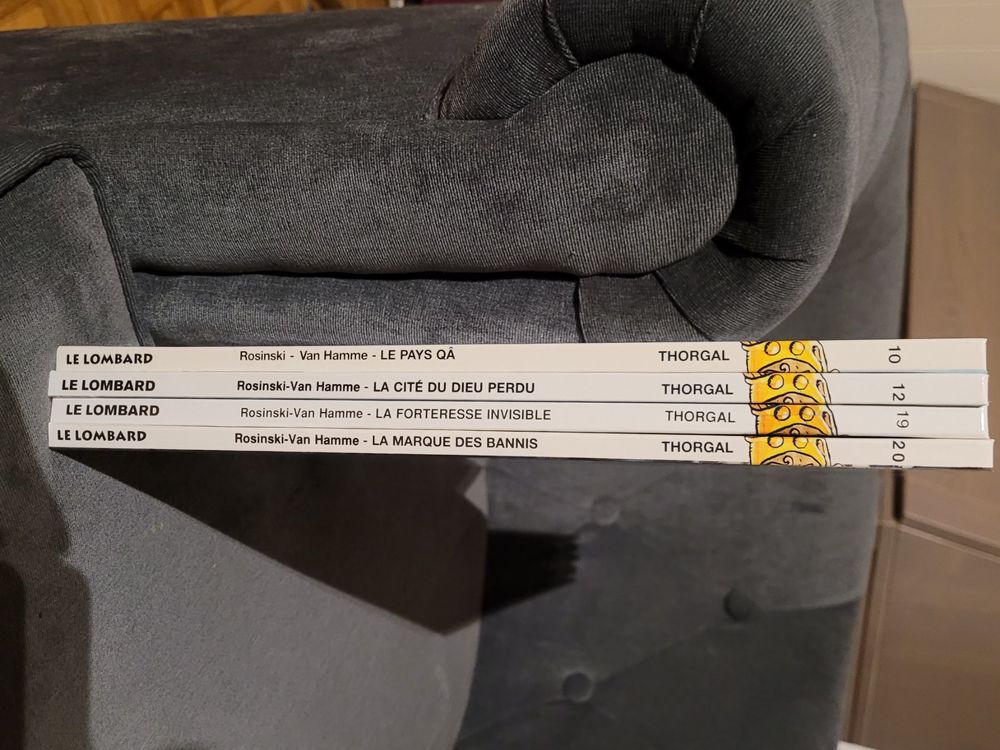 LE LOMBARD Rosinski - Van Hamme - LE PAYS QÂ THORGAL 10
LE LOMBARD Rosinski-Van Hamme - LA CITÉ DU DIEU PERDU THORGAL 12
LE LOMBARD Rosinski-Van Hamme - LA FORTERESSE INVISIBLE THORGAL 19
LE LOMBARD Rosinski-Van Hamme - LA MARQUE DES BANNIS THORGAL 20